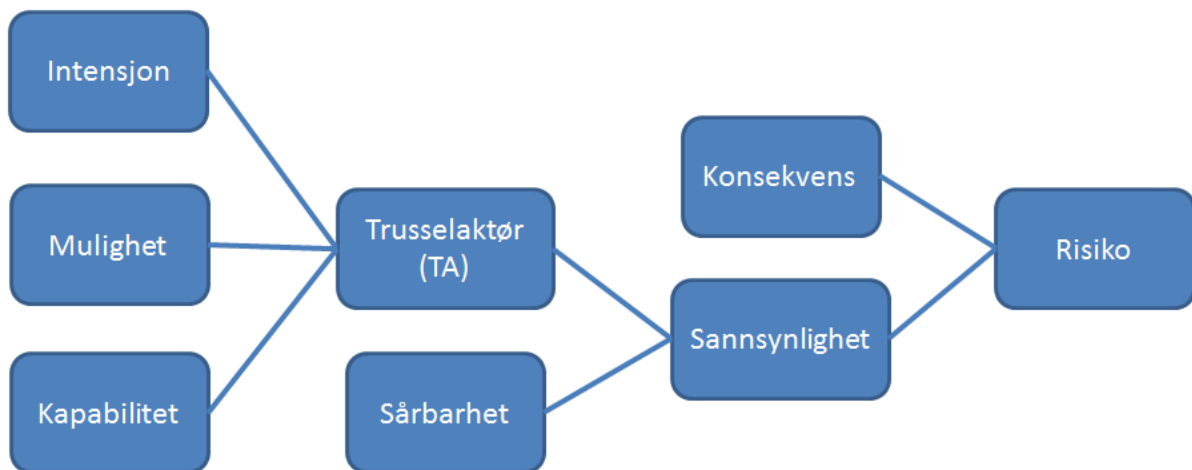 Intensjon
Mulighet
Kapabilitet
Trusselaktør
(TA)
Sårbarhet
Konsekvens
Sannsynlighet
Risiko